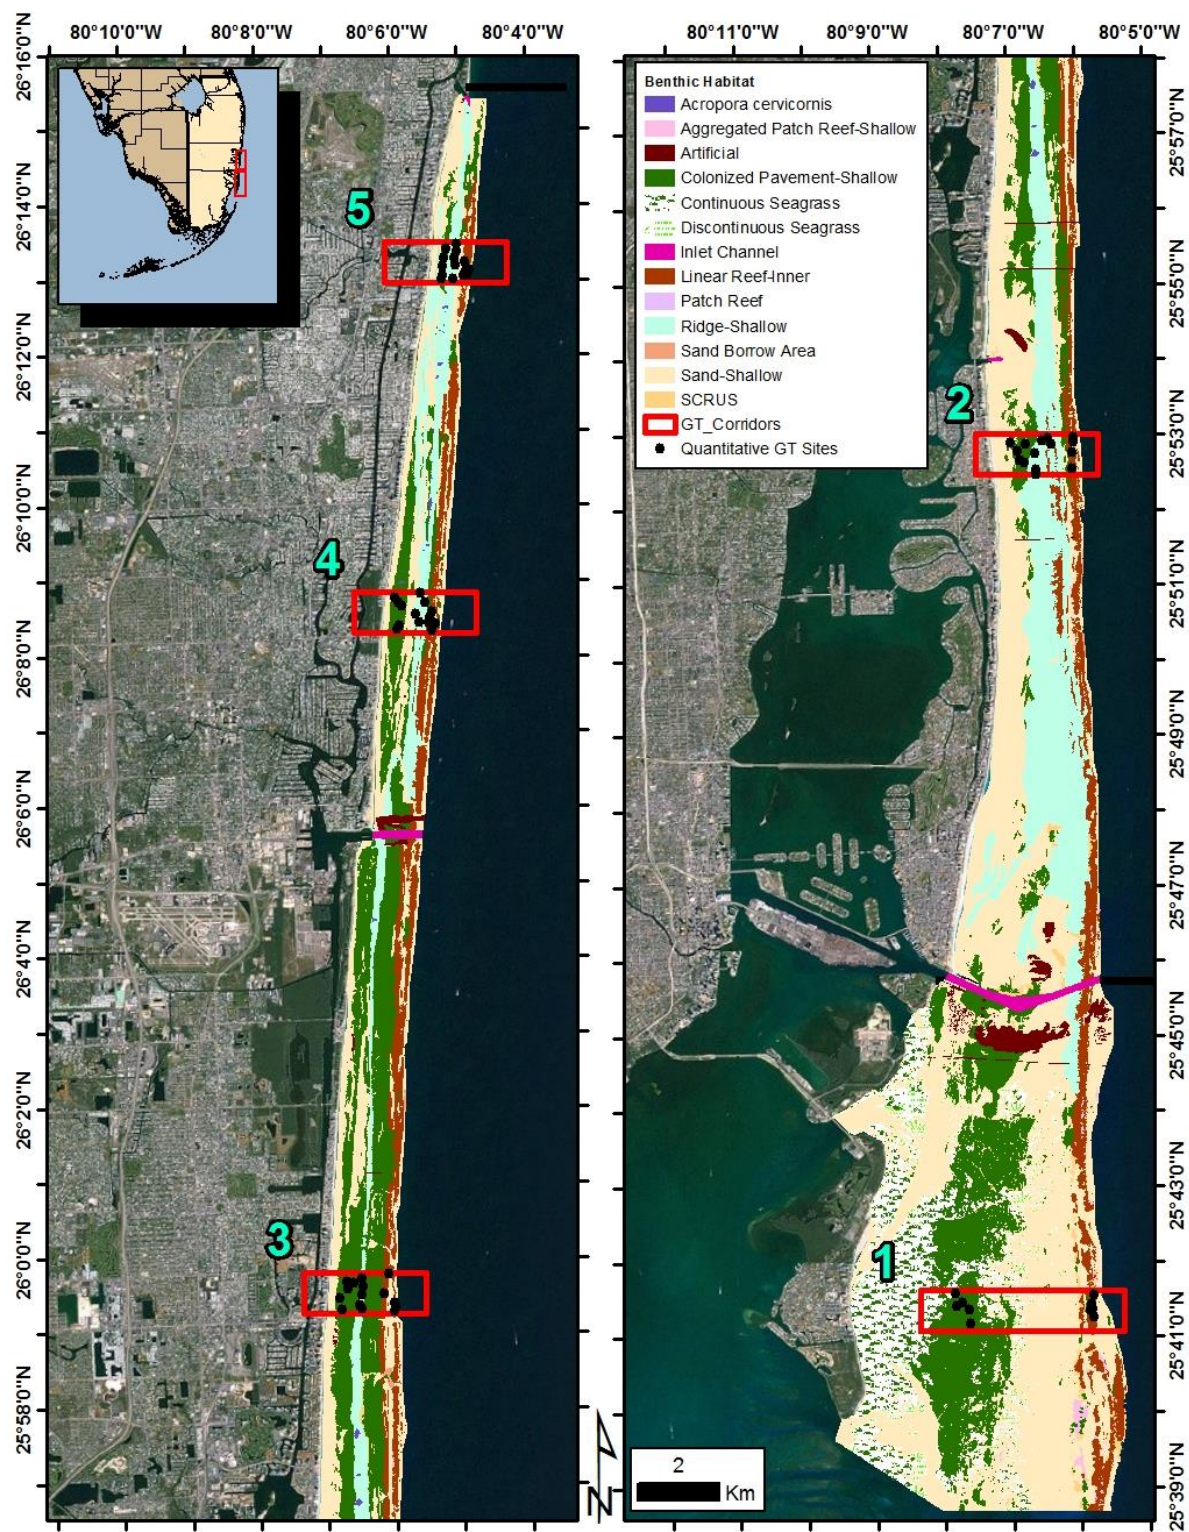 80°10'0"W 80°8'0"W 80°6'0"W 80°4'0"W
80°11'0"W 80°9'0"W 80°7'0"W 80°5'0"W
26°16'0"N
26°14'0"N
26°12'0"N
26°10'0"N
26°8'0"N
26°6'0"N
26°4'0"N
26°2'0"N
26°0'0"N
25°58'0"N
5
4
3
Benthic Habitat
Acropora cervicornis
Aggregated Patch Reef-Shallow
Artificial
Colonized Pavement-Shallow
Continuous Seagrass
Discontinuous Seagrass
Inlet Channel
Linear Reef-Inner
Patch Reef
Ridge-Shallow
Sand Borrow Area
Sand-Shallow
SCRUS
GT_Corridors
Quantitative GT Sites
2
1
25°57'0"N
25°55'0"N
25°53'0"N
25°51'0"N
25°49'0"N
25°47'0"N
25°45'0"N
25°43'0"N
25°41'0"N
25°39'0"N
N
2
Km